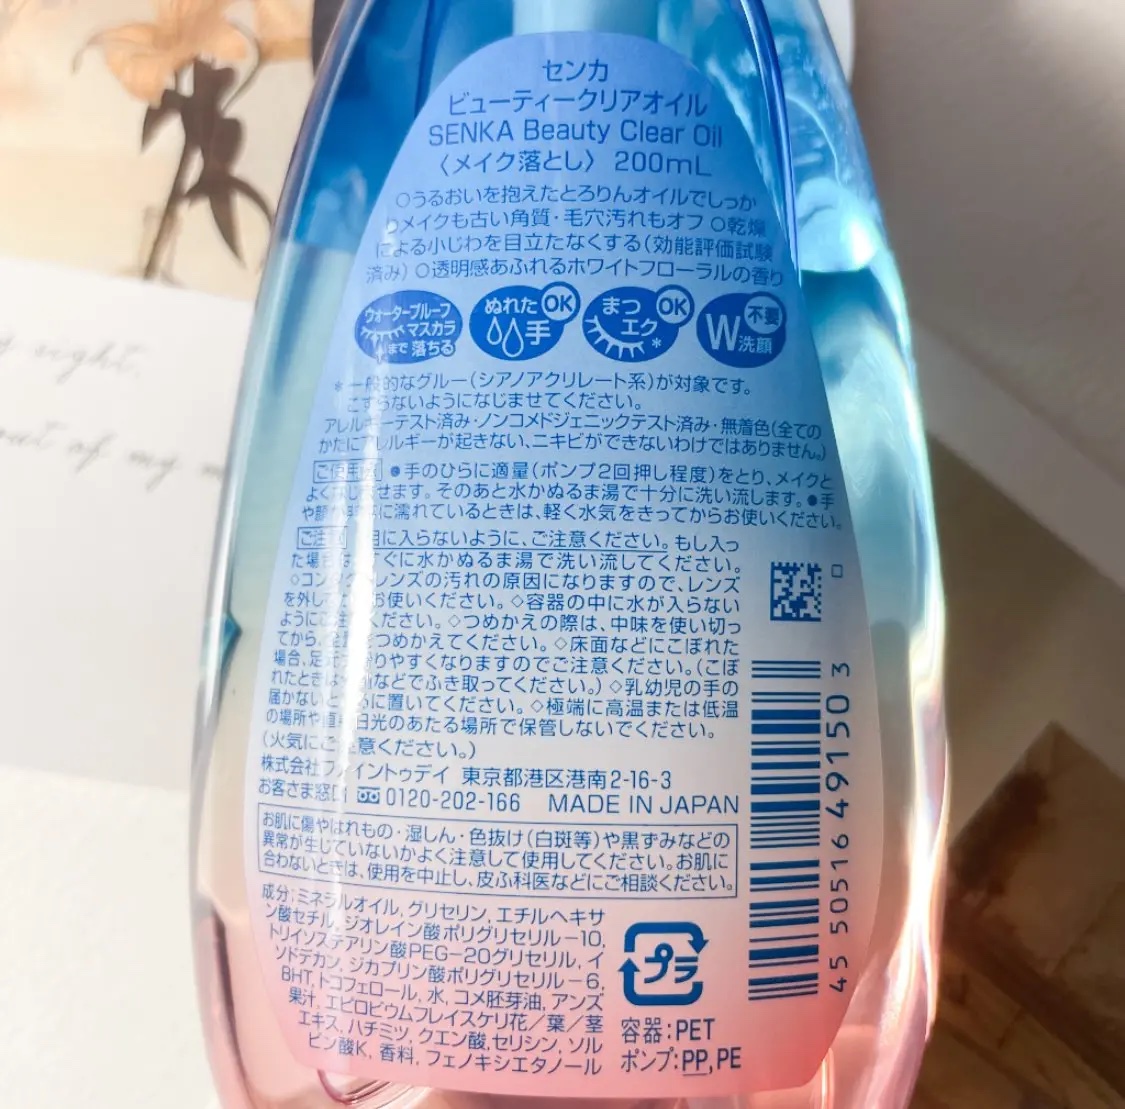 センカ
ビューティークリアオイル
SENKA Beauty Clear Oil
〈メイク落とし〉 200mL
○うるおいを抱えたとろりんオイルでしっか
りメイクも古い角質・毛穴汚れもオフ ○乾燥
による小じわを目立たなくする(効能評価試験
済み) ○透明感あふれるホワイトフローラルの香り
ウォータープルーフ
マスカラ
まで 落ちる
ぬれた
手
OK
まつ
エク
*
OK
W
洗顔
不要
*一般的なグルー(シアノアクリレート系)が対象です。
こすらないようになじませてください。
アレルギーテスト済み・ノンコメドジェニックテスト済み・無着色(全ての
かたにアレルギーが起きない、ニキビができないわけではありません。)
ご使用法 ●手のひらに適量(ポンプ2回押し程度)をとり、メイクと
よくなじませます。そのあと水かぬるま湯で十分に洗い流します。●手
や顔が 濡れているときは、軽く水気をきってからお使いください。
ご注意 目に入らないように、ご注意ください。もし入っ
た場合は すぐに水かぬるま湯で洗い流してください。
◇コンタクトレンズの汚れの原因になりますので、レンズ
を外して お使いください。◇容器の中に水が入らない
ようにご注意ください。◇つめかえの際は、中味を使い切っ
てから、全量をつめかえてください。◇床面などにこぼれた
場合、足元 滑りやすくなりますのでご注意ください。(こぼ
れたときは などでふき取ってください。) ◇乳幼児の手の
届かないところに置いてください。◇極端に高温または低温
の場所や直射日光のあたる場所で保管しないでください。
(火気にご注意ください。)
株式会社ファイントゥデイ 東京都港区港南2-16-3
お客さま窓口 0120-202-166 MADE IN JAPAN
お肌に傷やはれもの・湿しん・色抜け(白斑等)や黒ずみなどの
異常が生じていないかよく注意して使用してください。お肌に
合わないときは、使用を中止し、皮ふ科医などにご相談ください。
成分:ミネラルオイル, グリセリン, エチルヘキサ
ン酸セチル, ジオレイン酸ポリグリセリル-10,
トリイソステアリン酸PEG-20グリセリル, イ
ソドデカン, ジカプリン酸ポリグリセリル-6,
BHT, トコフェロール, 水, コメ胚芽油, アンズ
果汁, エピロビウムフレイスケリ花/葉/茎
エキス, ハチミツ, クエン酸, セリシン, ソル
ビン酸K, 香料, フェノキシエタノール
プラ
容器:PET
ポンプ:PP,PE
4 550516 491503